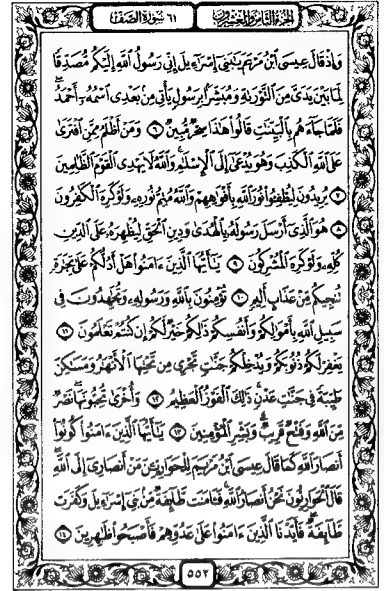 الجزء الثامن والعشرون
٦١ سورة الصف
وَإِذْ قَالَ عِيسَى ابْنُ مَرْيَمَ يَٰبَنِىٓ إِسْرَٰٓءِيلَ إِنِّى رَسُولُ ٱللَّهِ إِلَيْكُم مُّصَدِّقًا
لِّمَا بَيْنَ يَدَىَّ مِنَ ٱلتَّوْرَىٰةِ وَمُبَشِّرًۢا بِرَسُولٍ يَأْتِى مِنۢ بَعْدِى ٱسْمُهُۥٓ أَحْمَدُ
فَلَمَّا جَآءَهُم بِٱلْبَيِّنَٰتِ قَالُوا۟ هَٰذَا سِحْرٌ مُّبِينٌ ٦ وَمَنْ أَظْلَمُ مِمَّنِ ٱفْتَرَىٰ
عَلَى ٱللَّهِ ٱلْكَذِبَ وَهُوَ يُدْعَىٰٓ إِلَى ٱلْإِسْلَٰمِ وَٱللَّهُ لَا يَهْدِى ٱلْقَوْمَ ٱلظَّٰلِمِينَ
٧ يُرِيدُونَ لِيُطْفِـُٔوا۟ نُورَ ٱللَّهِ بِأَفْوَٰهِهِمْ وَٱللَّهُ مُتِمُّ نُورِهِۦ وَلَوْ كَرِهَ ٱلْكَٰفِرُونَ
٨ هُوَ ٱلَّذِىٓ أَرْسَلَ رَسُولَهُۥ بِٱلْهُدَىٰ وَدِينِ ٱلْحَقِّ لِيُظْهِرَهُۥ عَلَى ٱلدِّينِ
كُلِّهِۦ وَلَوْ كَرِهَ ٱلْمُشْرِكُونَ ٩ يَٰٓأَيُّهَا ٱلَّذِينَ ءَامَنُوا۟ هَلْ أَدُلُّكُمْ عَلَىٰ تِجَٰرَةٍ
تُنجِيكُم مِّنْ عَذَابٍ أَلِيمٍ ١٠ تُؤْمِنُونَ بِٱللَّهِ وَرَسُولِهِۦ وَتُجَٰهِدُونَ فِى
سَبِيلِ ٱللَّهِ بِأَمْوَٰلِكُمْ وَأَنفُسِكُمْ ذَٰلِكُمْ خَيْرٌ لَّكُمْ إِن كُنتُمْ تَعْلَمُونَ ١١
يَغْفِرْ لَكُمْ ذُنُوبَكُمْ وَيُدْخِلْكُمْ جَنَّٰتٍ تَجْرِى مِن تَحْتِهَا ٱلْأَنْهَٰرُ وَمَسَٰكِنَ
طَيِّبَةً فِى جَنَّٰتِ عَدْنٍ ذَٰلِكَ ٱلْفَوْزُ ٱلْعَظِيمُ ١٢ وَأُخْرَىٰ تُحِبُّونَهَا نَصْرٌ
مِّنَ ٱللَّهِ وَفَتْحٌ قَرِيبٌ وَبَشِّرِ ٱلْمُؤْمِنِينَ ١٣ يَٰٓأَيُّهَا ٱلَّذِينَ ءَامَنُوا۟ كُونُوٓا۟
أَنصَارَ ٱللَّهِ كَمَا قَالَ عِيسَى ٱبْنُ مَرْيَمَ لِلْحَوَارِيِّـۧنَ مَنْ أَنصَارِىٓ إِلَى ٱللَّهِ
قَالَ ٱلْحَوَارِيُّونَ نَحْنُ أَنصَارُ ٱللَّهِ فَـَٔامَنَت طَّآئِفَةٌ مِّنۢ بَنِىٓ إِسْرَٰٓءِيلَ وَكَفَرَت
طَّآئِفَةٌ فَأَيَّدْنَا ٱلَّذِينَ ءَامَنُوا۟ عَلَىٰ عَدُوِّهِمْ فَأَصْبَحُوا۟ ظَٰهِرِينَ ١٤
٥٥٢